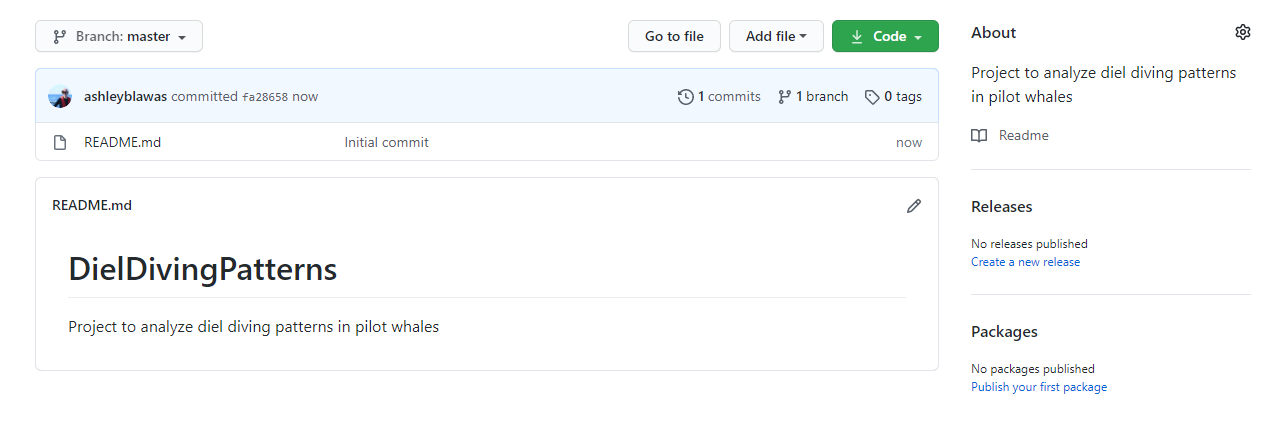 Branch: master
Go to file
Add file
Code
ashleyblawas committed fa28658 now
1 commits
1 branch
0 tags
README.md
Initial commit
now
README.md
DielDivingPatterns
Project to analyze diel diving patterns in pilot whales
About
Project to analyze diel diving patterns
in pilot whales
Readme
Releases
No releases published
Create a new release
Packages
No packages published
Publish your first package